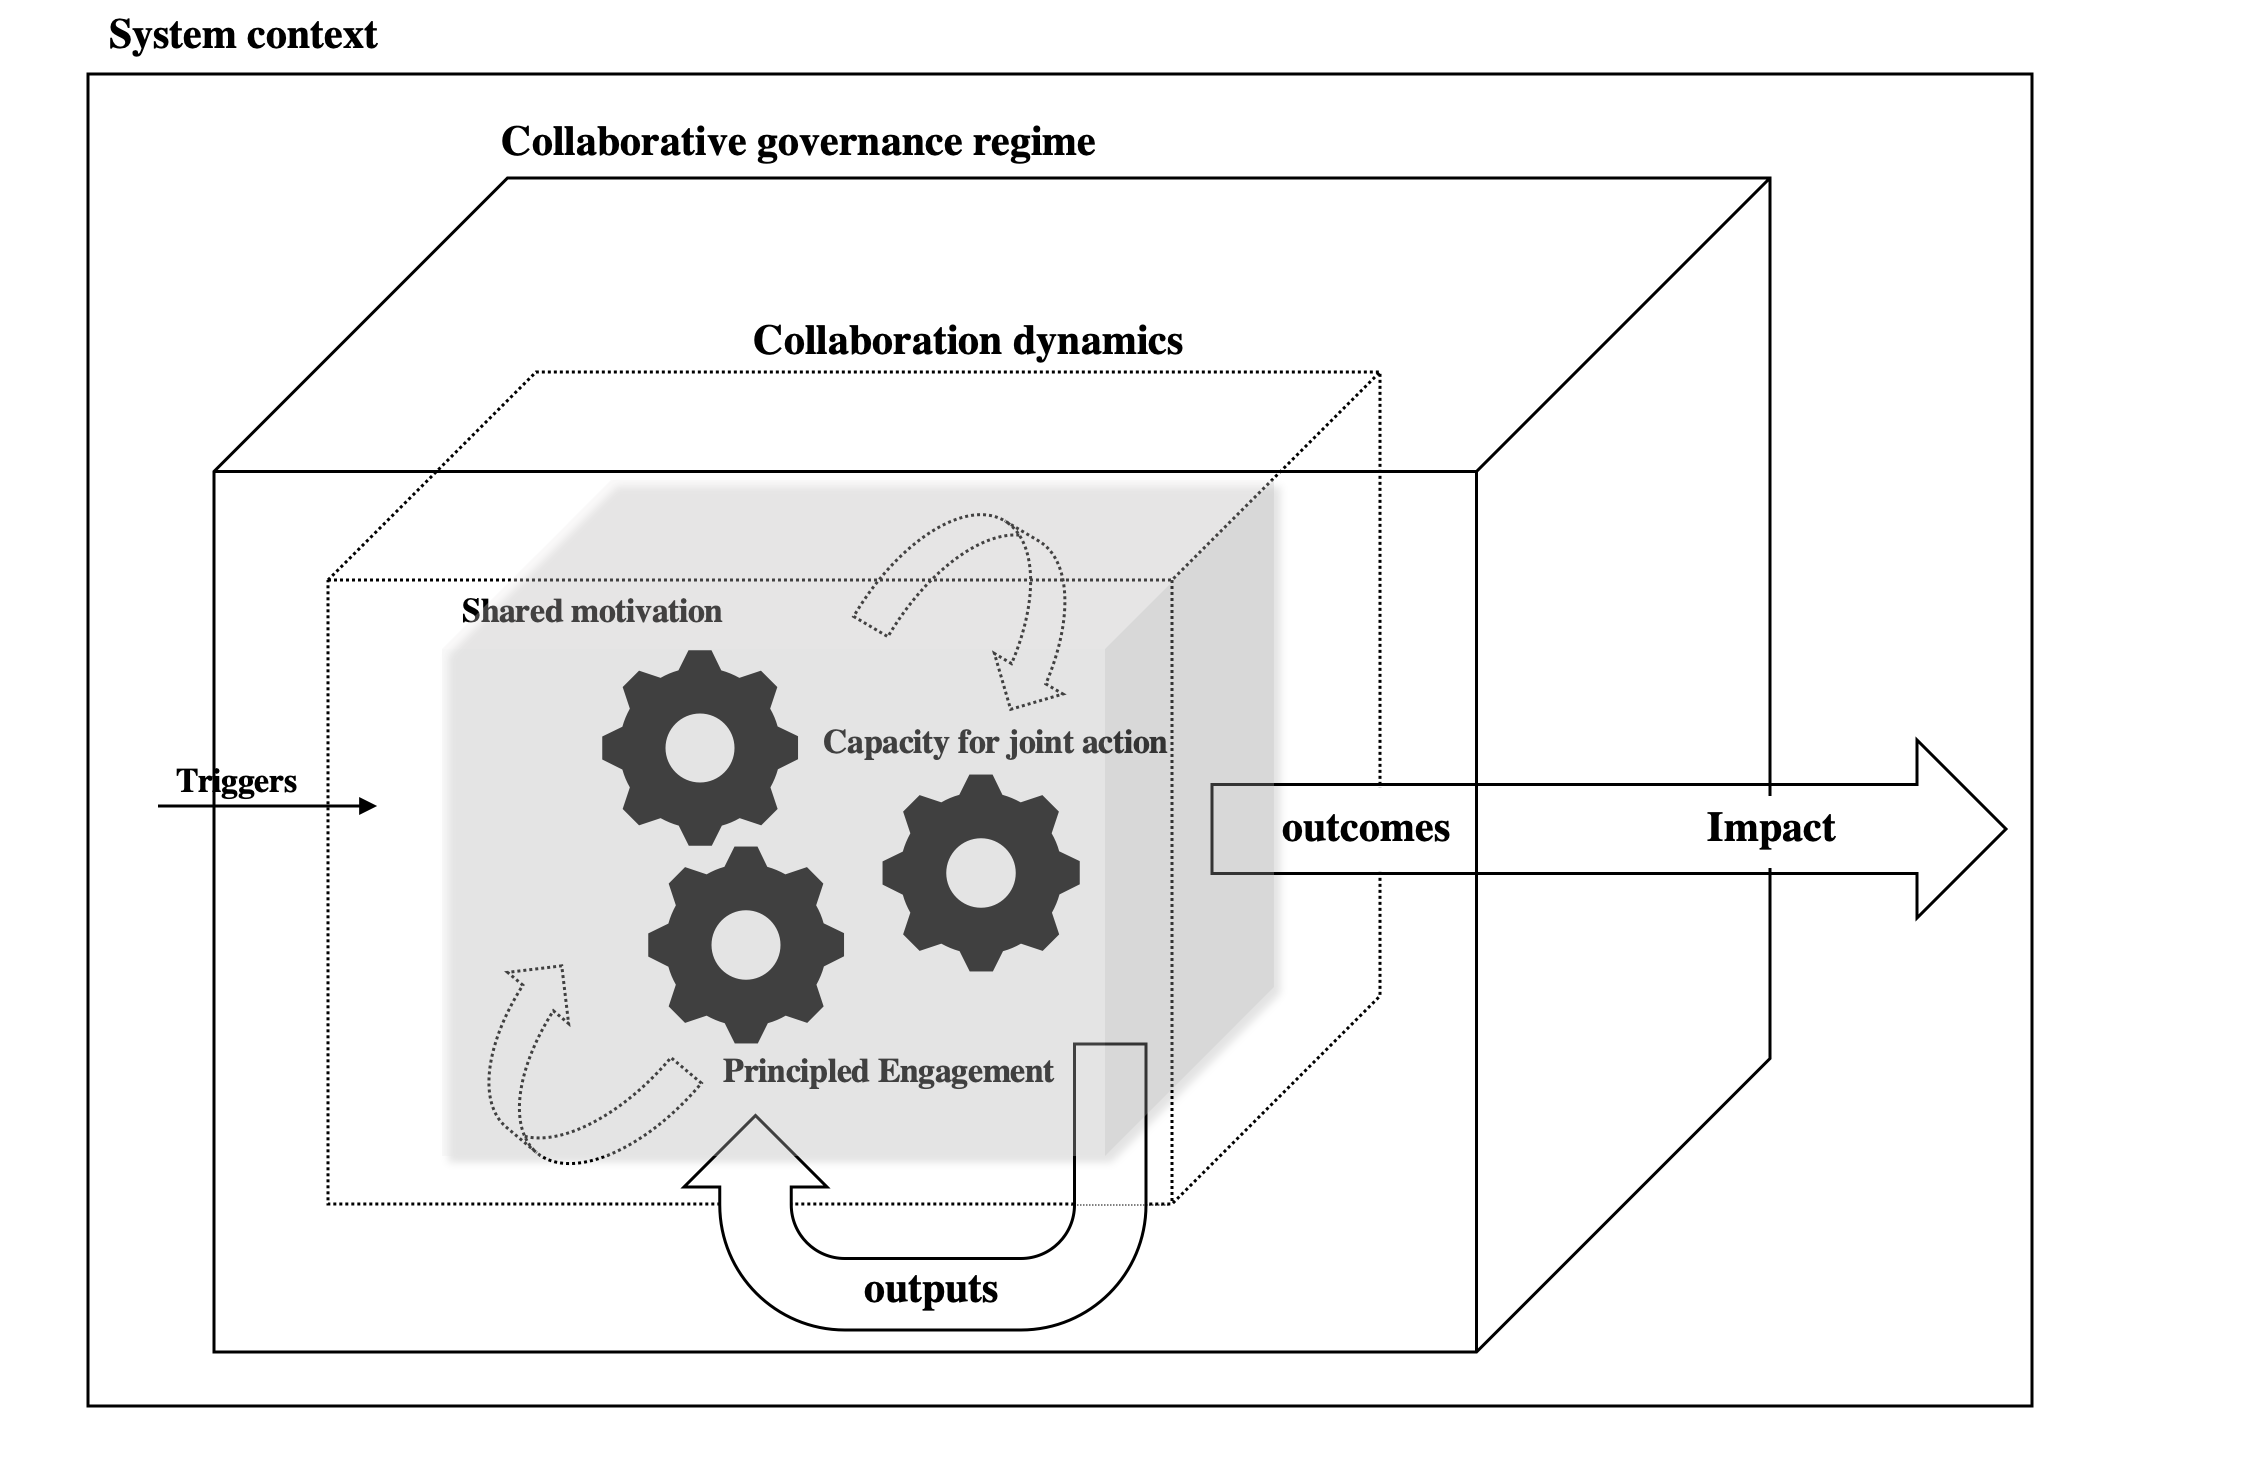 System context
Collaborative governance regime
Collaboration dynamics
Shared motivation
Capacity for joint action
Triggers
outcomes
Impact
Principled Engagement
outputs